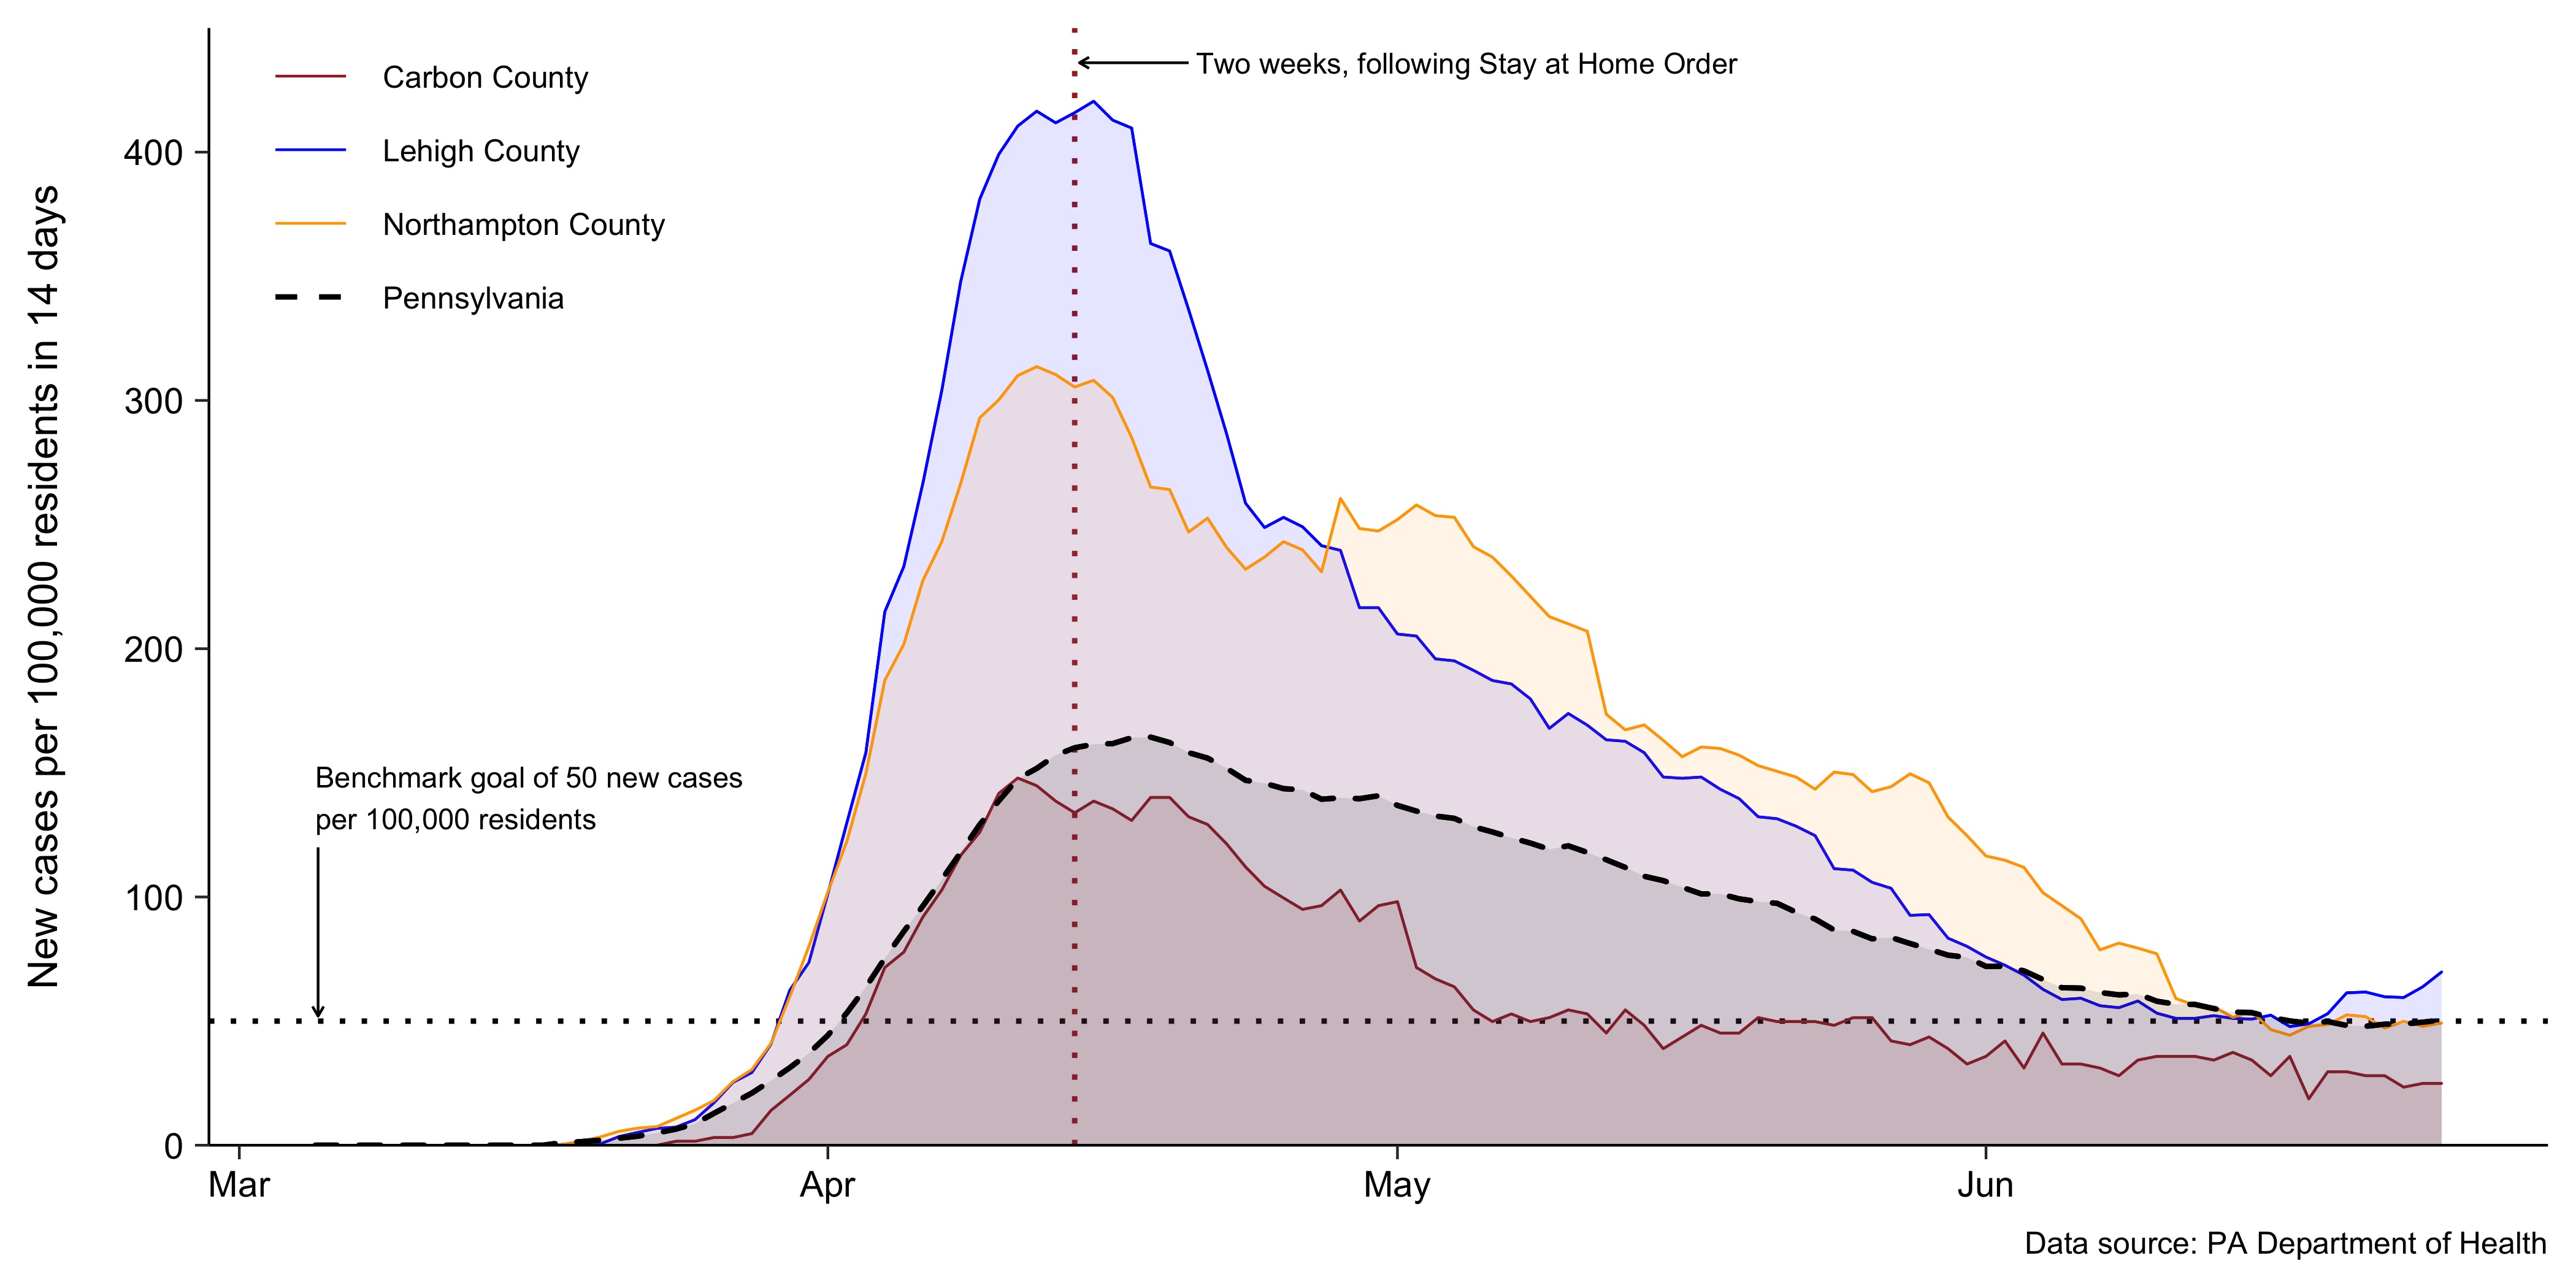 Carbon County
Lehigh County
Northampton County
Pennsylvania
Two weeks, following Stay at Home Order
Benchmark goal of 50 new cases
per 100,000 residents
New cases per 100,000 residents in 14 days
400
300
200
100
0
Mar
Apr
May
Jun
Data source: PA Department of Health